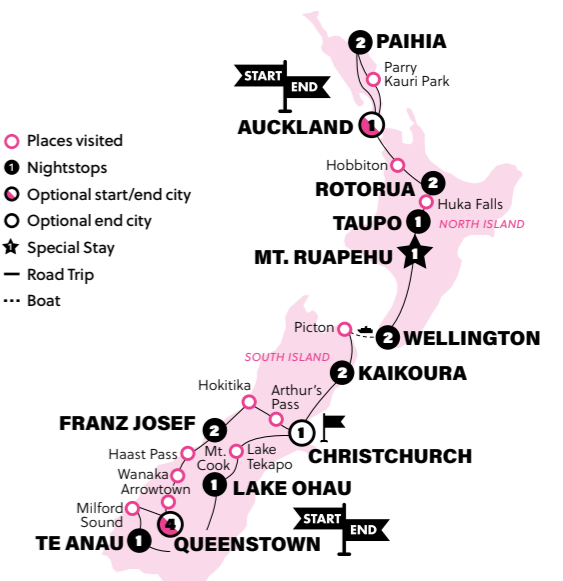 2 PAIHIA
Parry
Kauri Park
START
END
AUCKLAND 1
Hobbiton
ROTORUA 2
Huka Falls
TAUPO 1
NORTH ISLAND
MT. RUAPEHU 1
Places visited
1 Nightstops
Optional start/end city
Optional end city
1 Special Stay
Road Trip
Boat
Picton
2 WELLINGTON
SOUTH ISLAND
2 KAIKOURA
Hokitika
Arthur's
Pass
FRANZ JOSEF 2
1
CHRISTCHURCH
Haast Pass
Mt.
Cook
Lake
Tekapo
Wanaka
1 LAKE OHAU
Arrowtown
Milford
Sound
4
START
END
TE ANAU 1
QUEENSTOWN